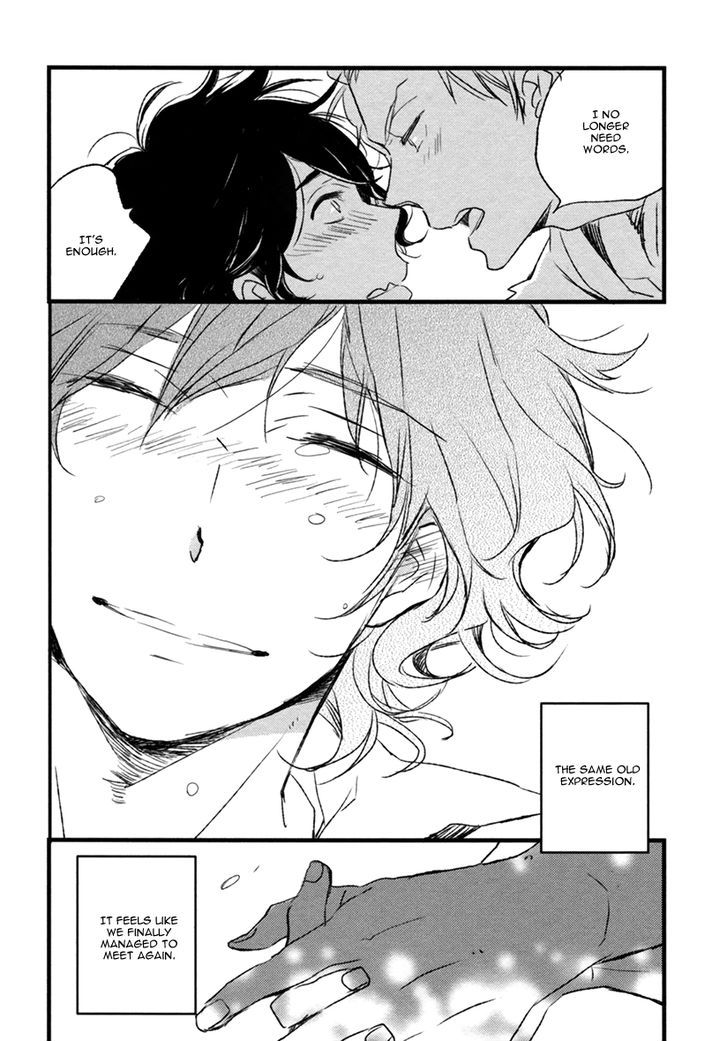 I NO
LONGER
NEED
WORDS.
IT'S
ENOUGH.
THE SAME OLD
EXPRESSION.
IT FEELS LIKE
WE FINALLY
MANAGED TO
MEET AGAIN.